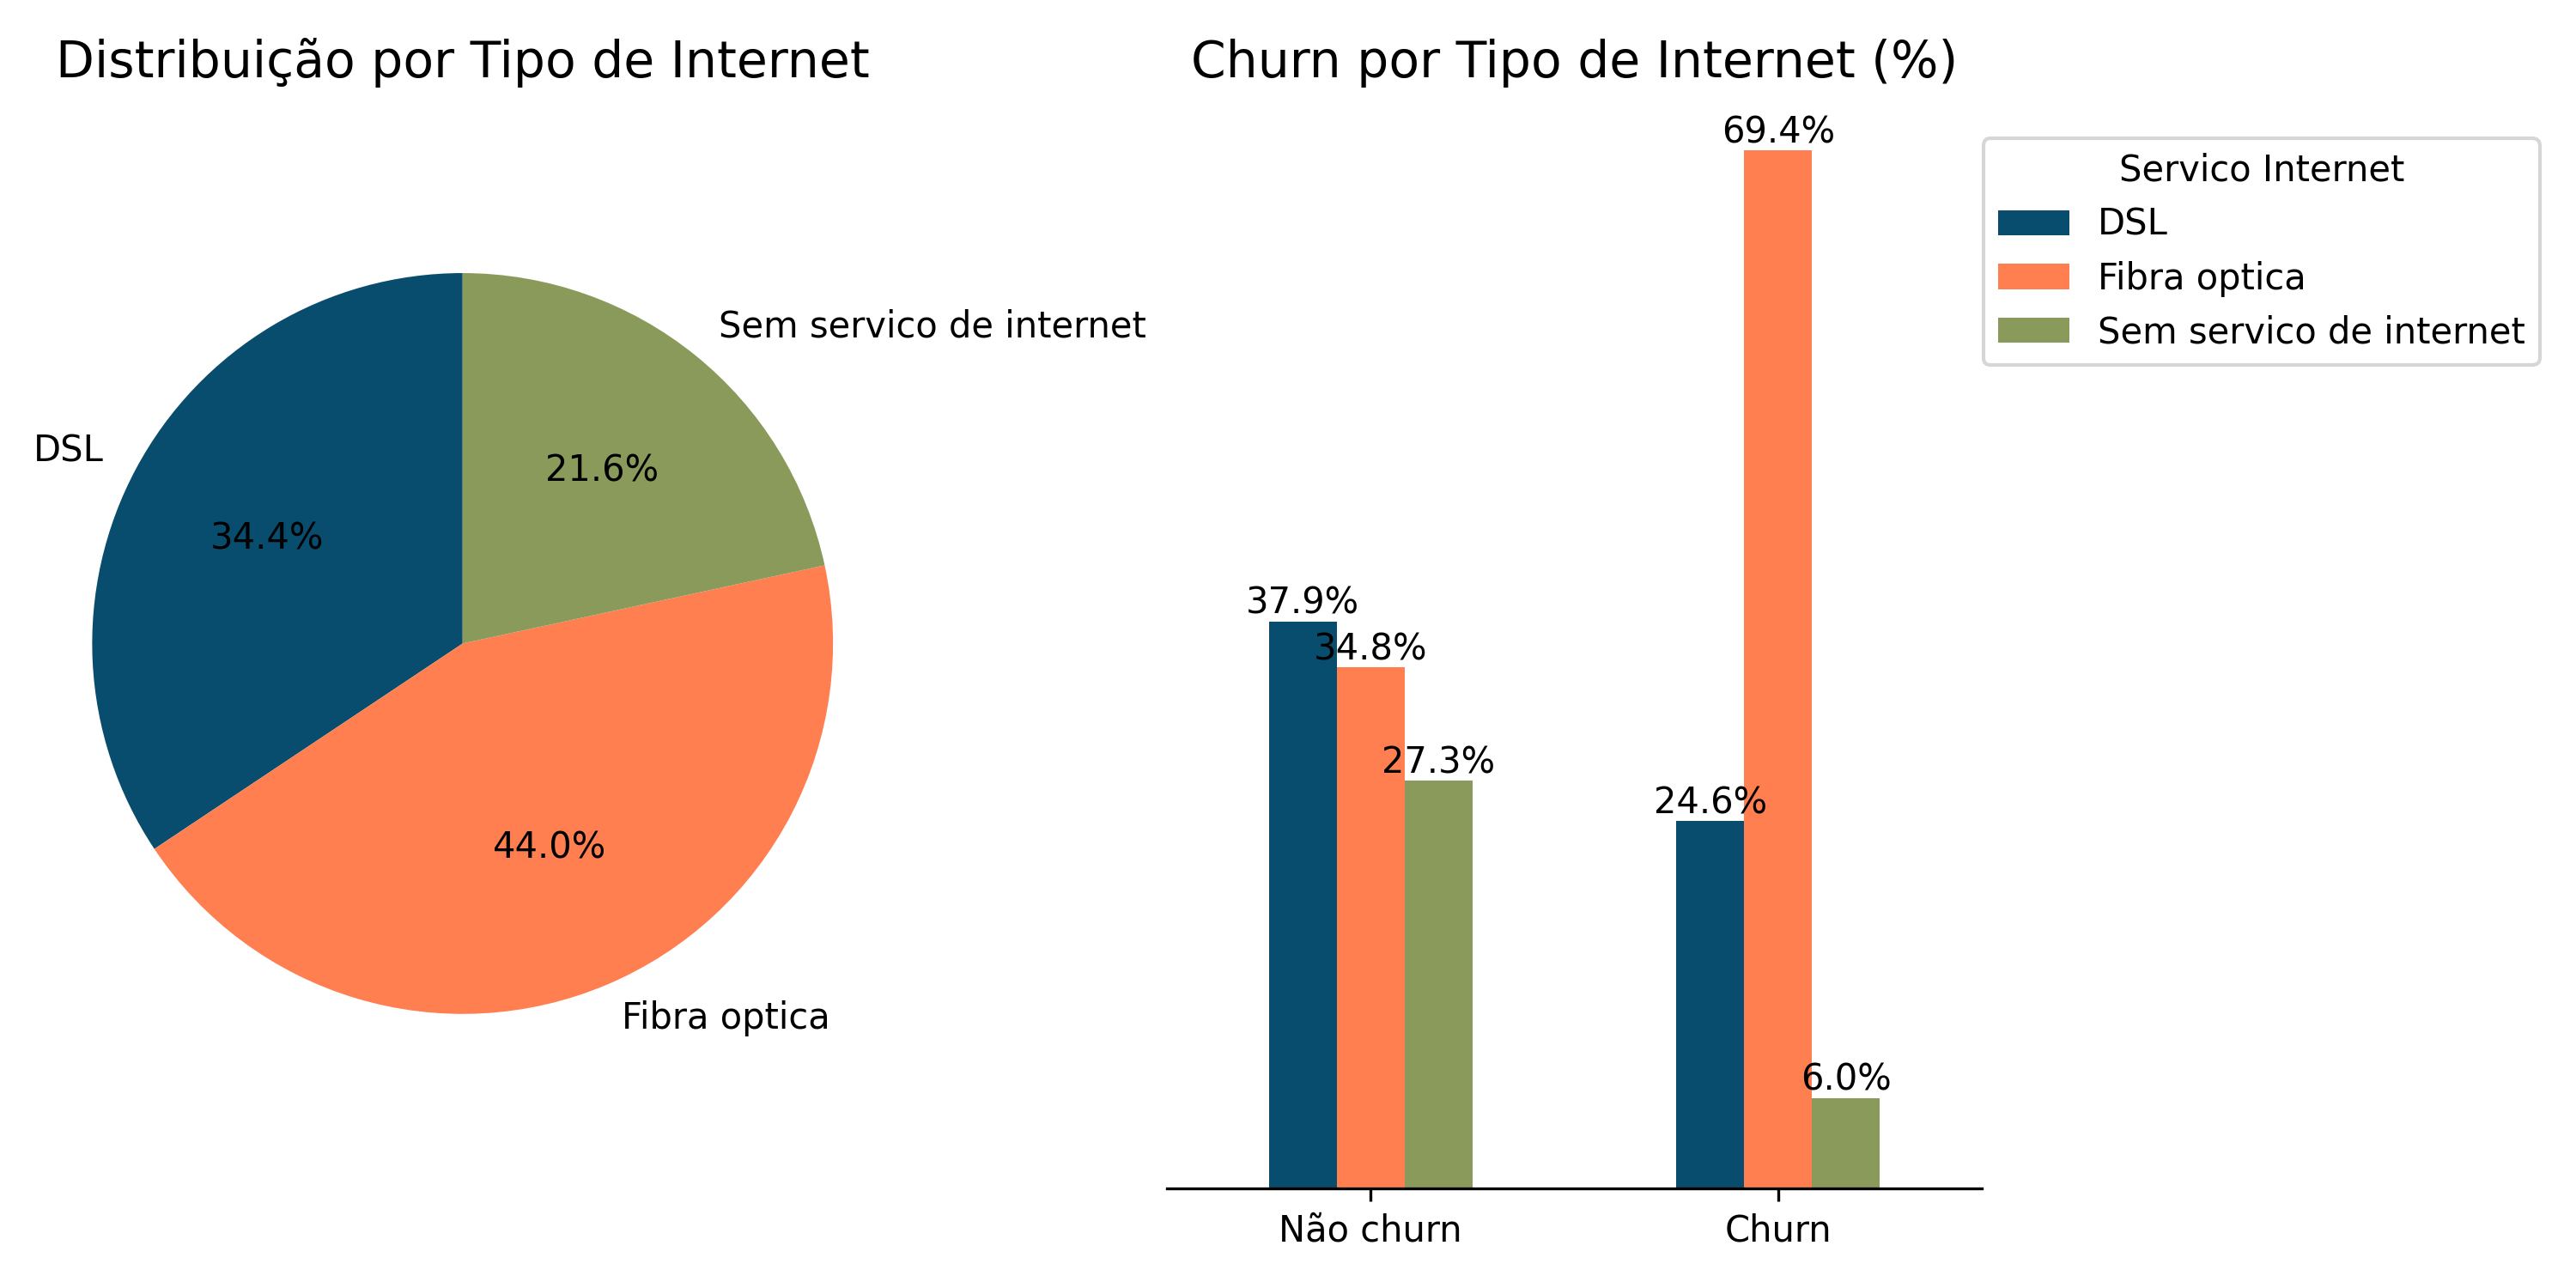 Distribuição por Tipo de Internet
Sem servico de internet
DSL
21.6%
34.4%
44.0%
Fibra optica
Churn por Tipo de Internet (%)
69.4%
37.9%
34.8%
27.3%
24.6%
6.0%
Não churn
Churn
Servico Internet
DSL
Fibra optica
Sem servico de internet